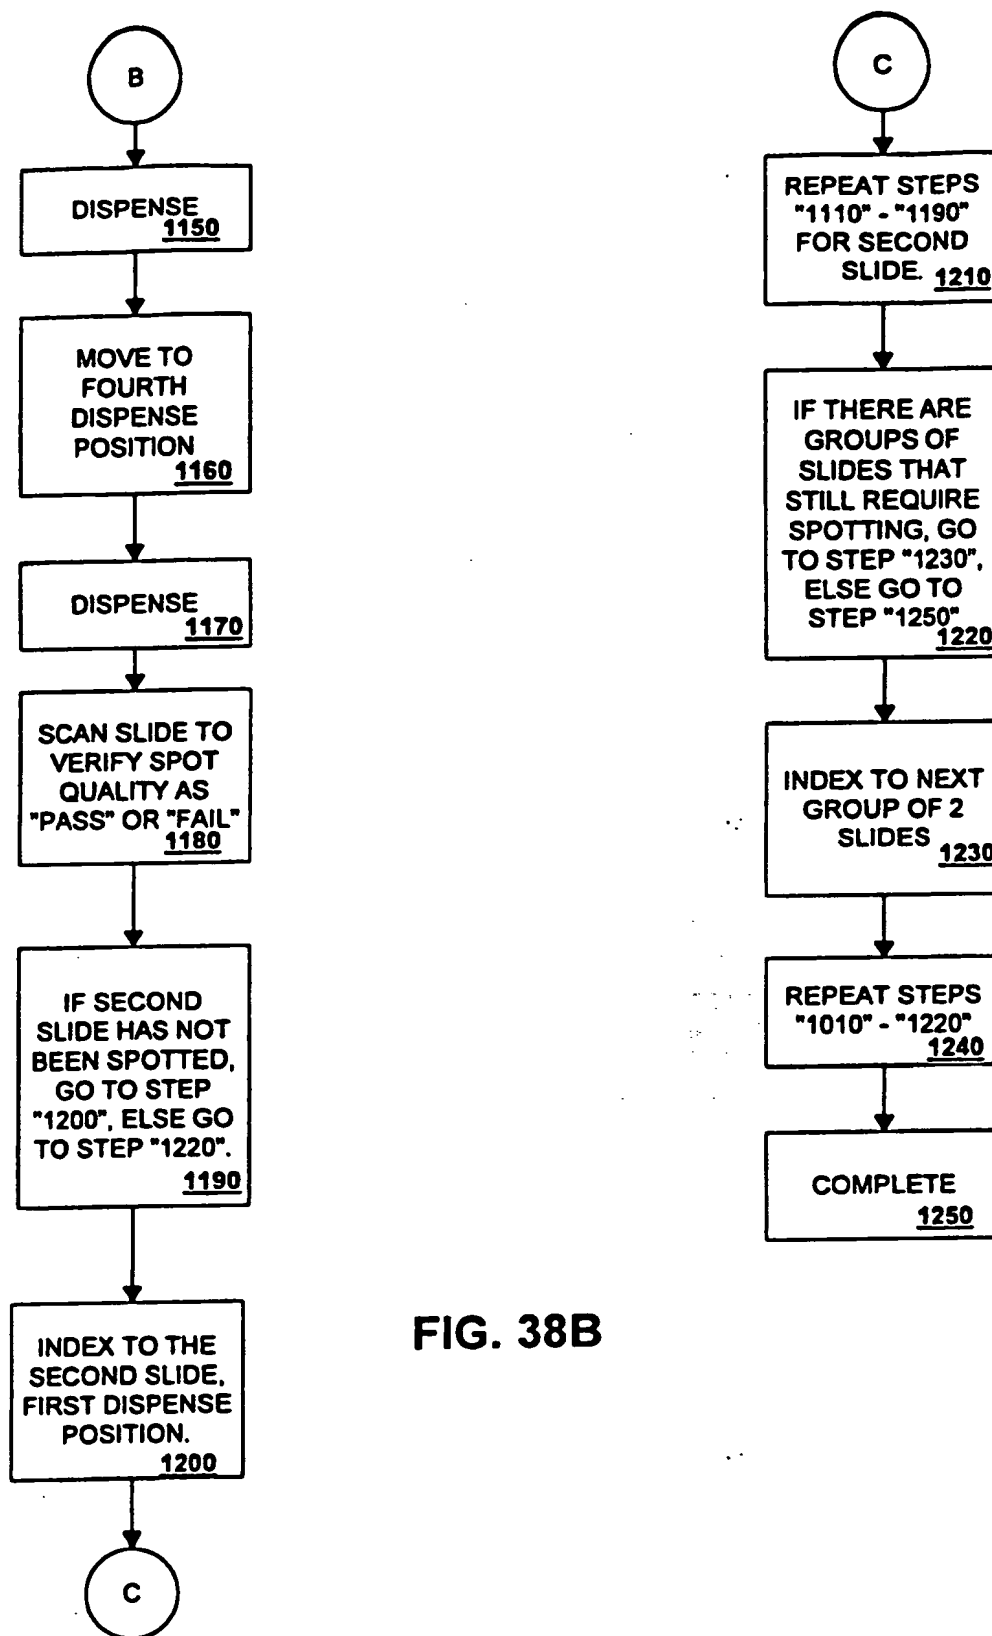 B
DISPENSE
1150
MOVE TO
FOURTH
DISPENSE
POSITION
1160
DISPENSE
1170
SCAN SLIDE TO
VERIFY SPOT
QUALITY AS
"PASS" OR "FAIL"
1180
IF SECOND
SLIDE HAS NOT
BEEN SPOTTED,
GO TO STEP
"1200", ELSE GO
TO STEP "1220".
1190
INDEX TO THE
SECOND SLIDE,
FIRST DISPENSE
POSITION.
1200
C
C
REPEAT STEPS
"1110" - "1190"
FOR SECOND
SLIDE.
1210
IF THERE ARE
GROUPS OF
SLIDES THAT
STILL REQUIRE
SPOTTING, GO
TO STEP "1230",
ELSE GO TO
STEP "1250"
1220
INDEX TO NEXT
GROUP OF 2
SLIDES
1230
REPEAT STEPS
"1010" - "1220"
1240
COMPLETE
1250
FIG. 38B